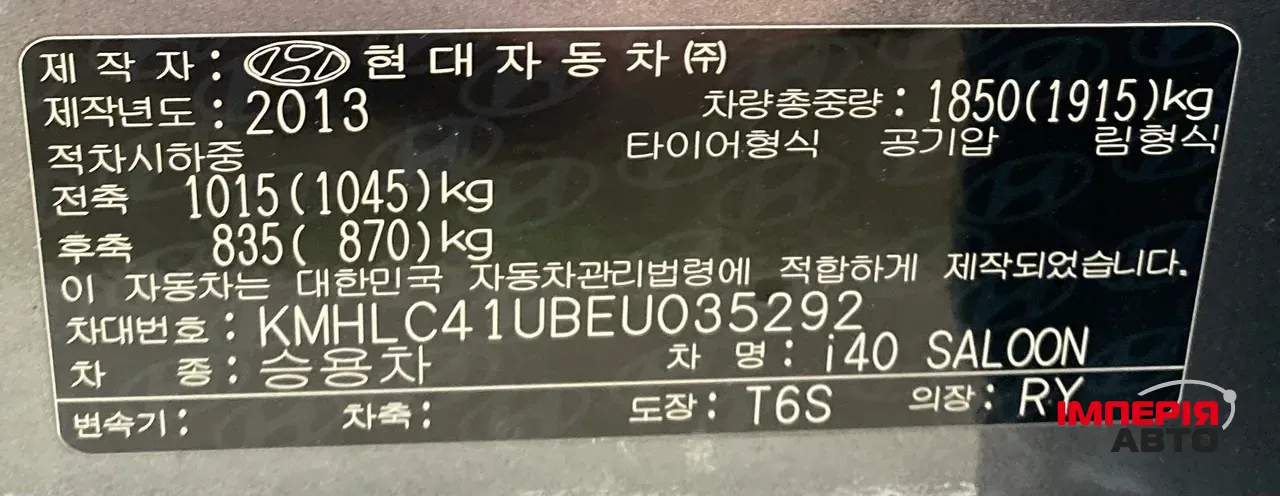 제 작 자 : 현 대 자 동 차 ㈜
제작년도 : 2013 차량총중량 : 1850(1915)kg
적차시하중 타이어형식 공기압 림형식
전축 1015(1045)kg
후축 835( 870)kg
이 자동차는 대한민국 자동차관리법령에 적합하게 제작되었습니다.
차대번호 : KMHLC41UBEU035292
차 종 : 승용차 차 명 : i40 SALOON
변속기 : 차축 : 도장 : T6S 의장 : RY
ІМПЕРІЯ
АВТО